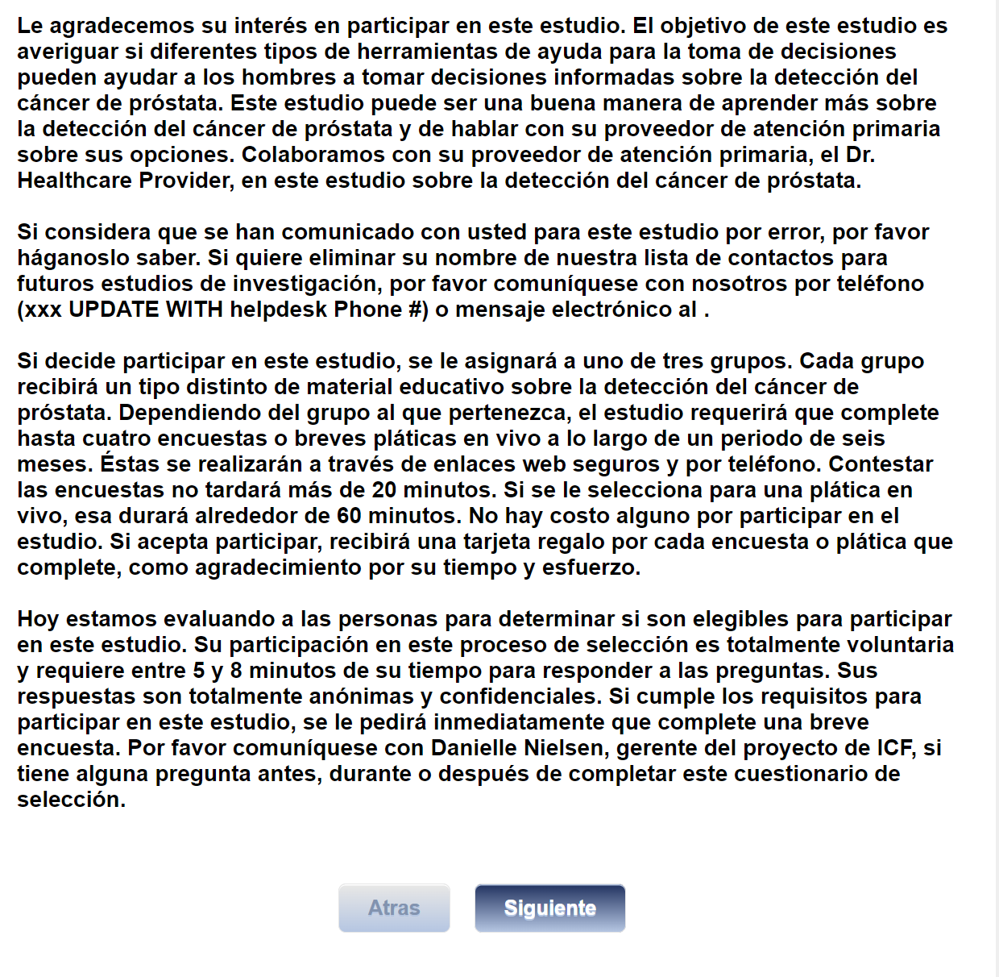 Le agradecemos su interés en participar en este estudio. El objetivo de este estudio es
averiguar si diferentes tipos de herramientas de ayuda para la toma de decisiones
pueden ayudar a los hombres a tomar decisiones informadas sobre la detección del
cáncer de próstata. Este estudio puede ser una buena manera de aprender más sobre
la detección del cáncer de próstata y de hablar con su proveedor de atención primaria
sobre sus opciones. Colaboramos con su proveedor de atención primaria, el Dr.
Healthcare Provider, en este estudio sobre la detección del cáncer de próstata.
Si considera que se han comunicado con usted para este estudio por error, por favor
háganoslo saber. Si quiere eliminar su nombre de nuestra lista de contactos para
futuros estudios de investigación, por favor comuníquese con nosotros por teléfono
(xxx UPDATE WITH helpdesk Phone #) o mensaje electrónico al .
Si decide participar en este estudio, se le asignará a uno de tres grupos. Cada grupo
recibirá un tipo distinto de material educativo sobre la detección del cáncer de
próstata. Dependiendo del grupo al que pertenezca, el estudio requerirá que complete
hasta cuatro encuestas o breves pláticas en vivo a lo largo de un periodo de seis
meses. Éstas se realizarán a través de enlaces web seguros y por teléfono. Contestar
las encuestas no tardará más de 20 minutos. Si se le selecciona para una plática en
vivo, esa durará alrededor de 60 minutos. No hay costo alguno por participar en el
estudio. Si acepta participar, recibirá una tarjeta regalo por cada encuesta o plática que
complete, como agradecimiento por su tiempo y esfuerzo.
Hoy estamos evaluando a las personas para determinar si son elegibles para participar
en este estudio. Su participación en este proceso de selección es totalmente voluntaria
y requiere entre 5 y 8 minutos de su tiempo para responder a las preguntas. Sus
respuestas son totalmente anónimas y confidenciales. Si cumple los requisitos para
participar en este estudio, se le pedirá inmediatamente que complete una breve
encuesta. Por favor comuníquese con Danielle Nielsen, gerente del proyecto de ICF, si
tiene alguna pregunta antes, durante o después de completar este cuestionario de
selección.
Atras
Siguiente